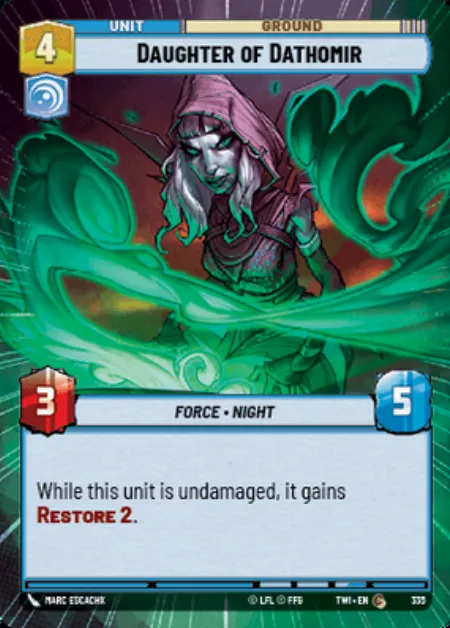 UNIT
GROUND
4
DAUGHTER OF DATHOMIR
3
FORCE • NIGHT
5
While this unit is undamaged, it gains
RESTORE 2.
MARC ESCACHX
© LFL © FFG
TWI • EN
335